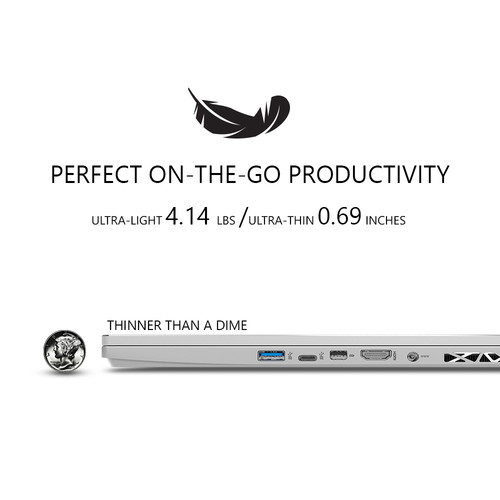 PERFECT ON-THE-GO PRODUCTIVITY
ULTRA-LIGHT 4.14 LBS /ULTRA-THIN 0.69 INCHES
THINNER THAN A DIME